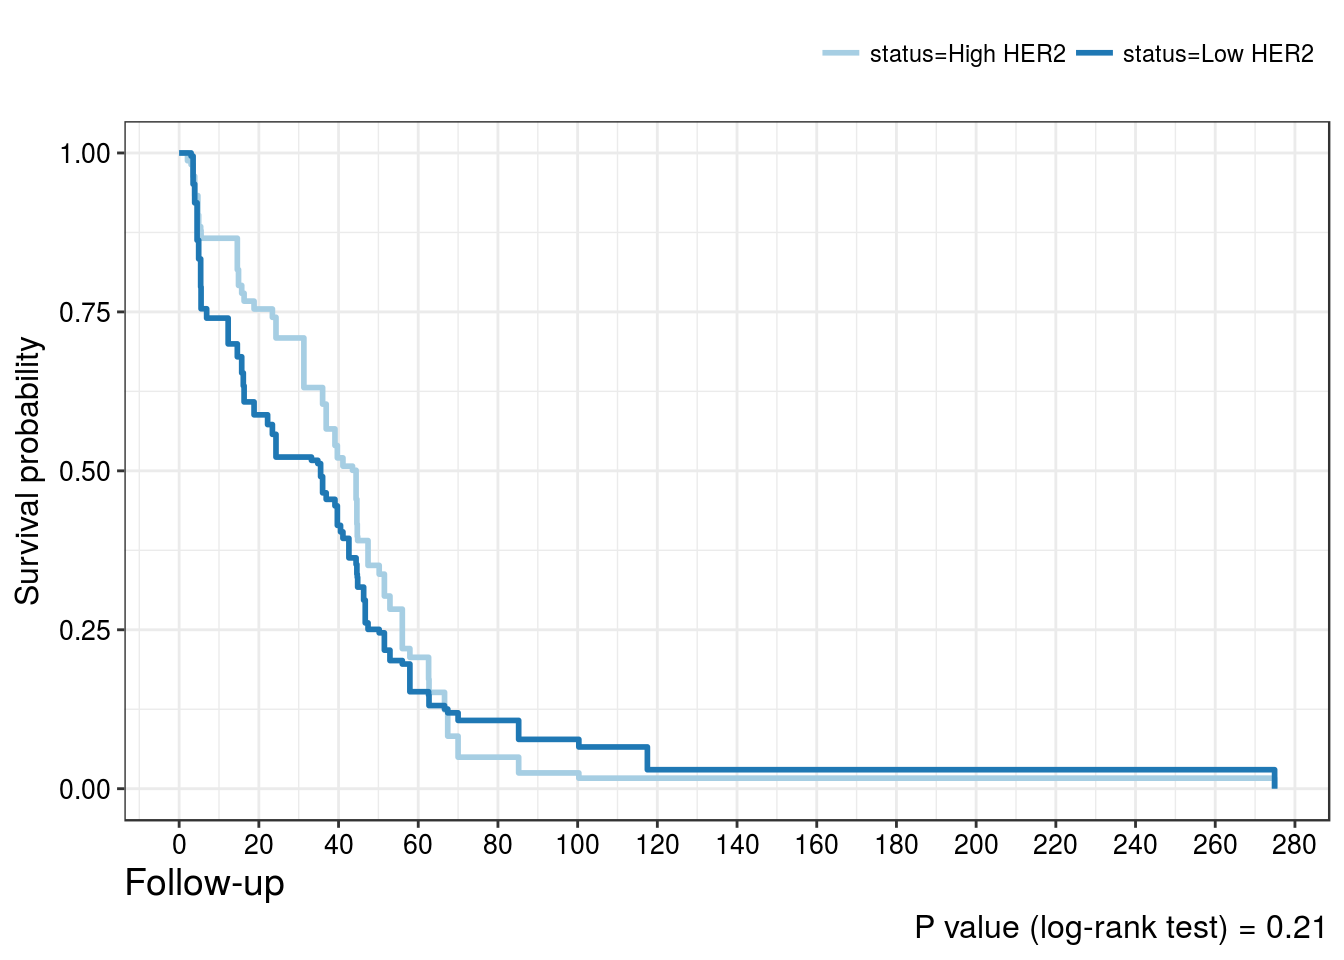 status=High HER2 status=Low HER2
Survival probability
1.00
0.75
0.50
0.25
0.00
0 20 40 60 80 100 120 140 160 180 200 220 240 260 280
Follow-up
P value (log-rank test) = 0.21